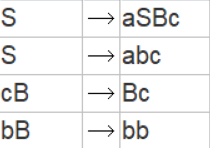 S → aSBc
S → abc
cB → Bc
bB → bb